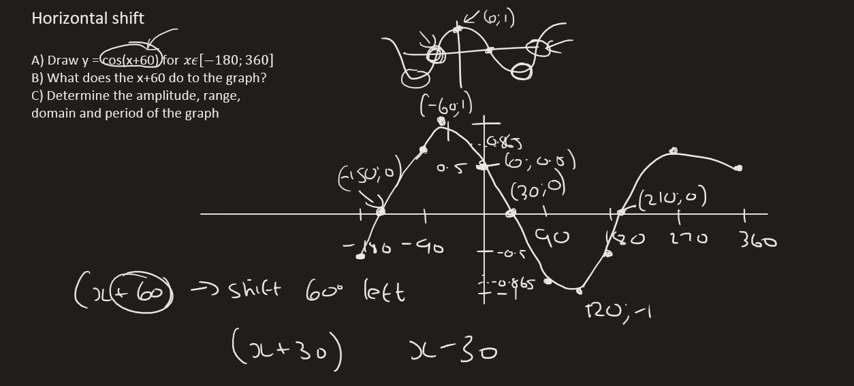 Horizontal shift
A) Draw y = cos(x+60) for xϵ[−180; 360]
B) What does the x+60 do to the graph?
C) Determine the amplitude, range,
domain and period of the graph
(0;1)
(-60;1)
0.865
0.5
(0;0.5)
(-150;0)
(30;0)
(210;0)
-180 -90 90 180 270 360
-0.5
-0.865
-1
120;-1
(x+60) → shift 60° left
(x+30) x-30